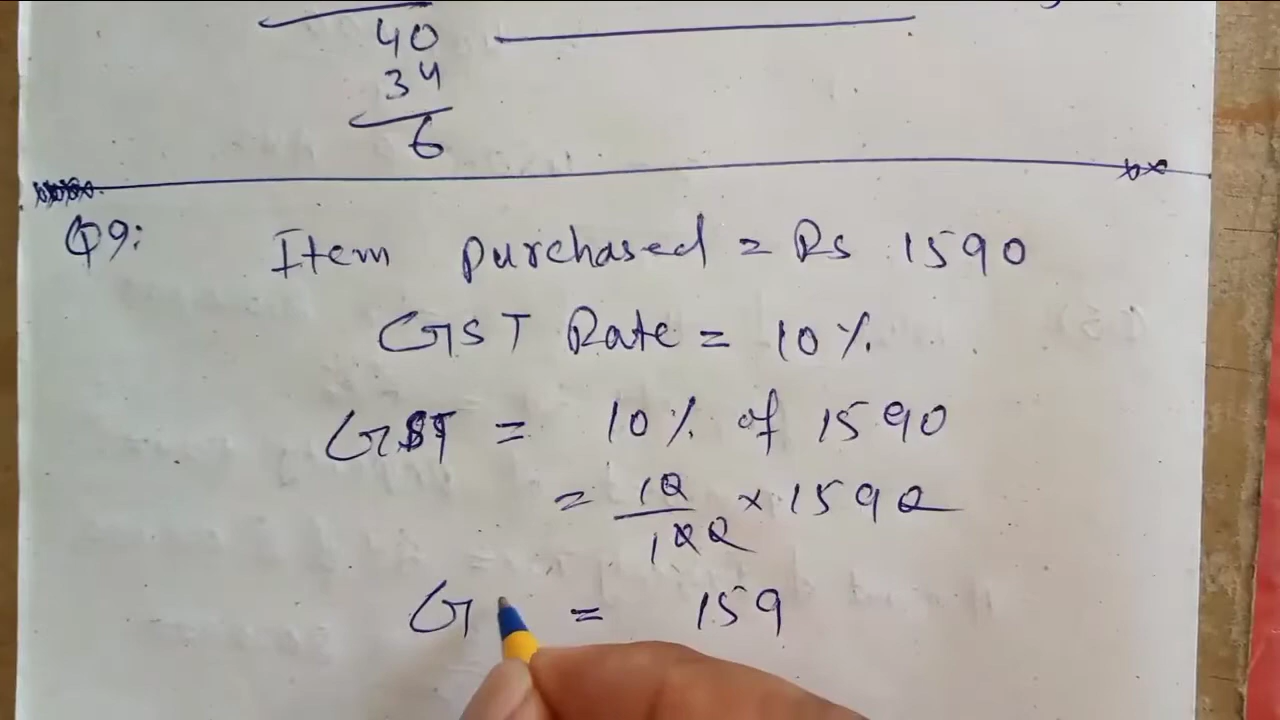 40
34
6
Q9:
Item purchased = Rs 1590
GST Rate = 10%.
GST = 10% of 1590
= 10/100 × 1590
G = 159